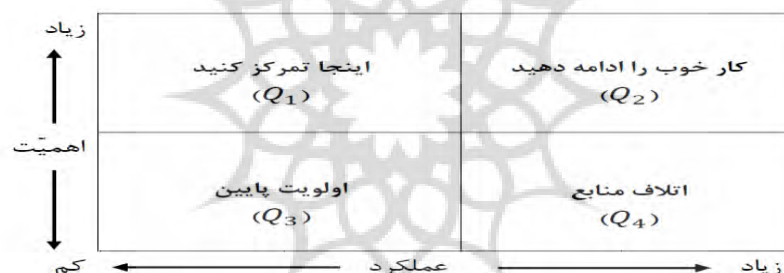 زیاد
اینجا تمرکز کنید
(Q1)
کار خوب را ادامه دهید
(Q2)
اهمیّت
اولویت پایین
(Q3)
اتلاف منابع
(Q4)
کم
عملکرد
زیاد